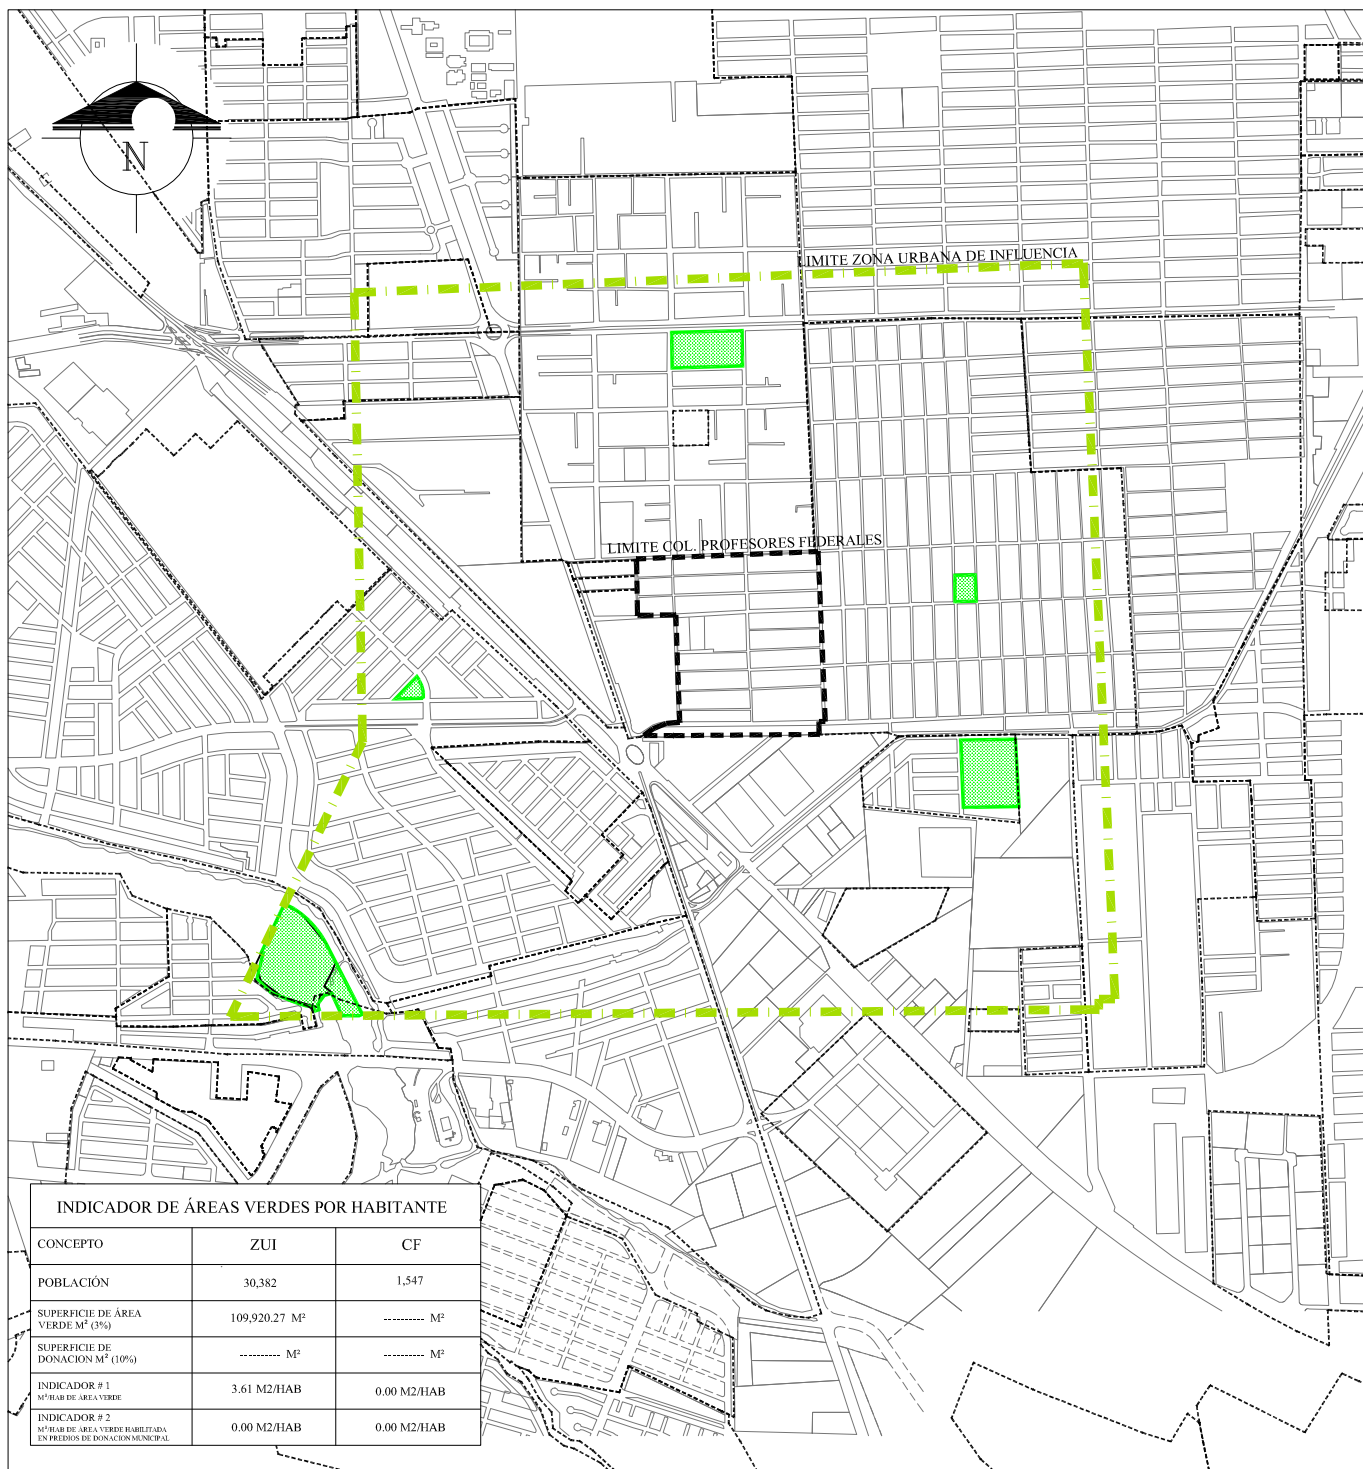 N
LIMITE ZONA URBANA DE INFLUENCIA
LIMITE COL. PROFESORES FEDERALES
INDICADOR DE ÁREAS VERDES POR HABITANTE
CONCEPTO ZUI CF
POBLACIÓN 30,382 1,547
SUPERFICIE DE ÁREA
VERDE M² (3%) 109,920.27 M² ---------- M²
SUPERFICIE DE
DONACION M² (10%) ---------- M² ---------- M²
INDICADOR # 1 3.61 M2/HAB 0.00 M2/HAB
M²/HAB DE ÁREA VERDE
INDICADOR # 2
M²/HAB DE ÁREA VERDE HABILITADA 0.00 M2/HAB 0.00 M2/HAB
EN PREDIOS DE DONACION MUNICIPAL